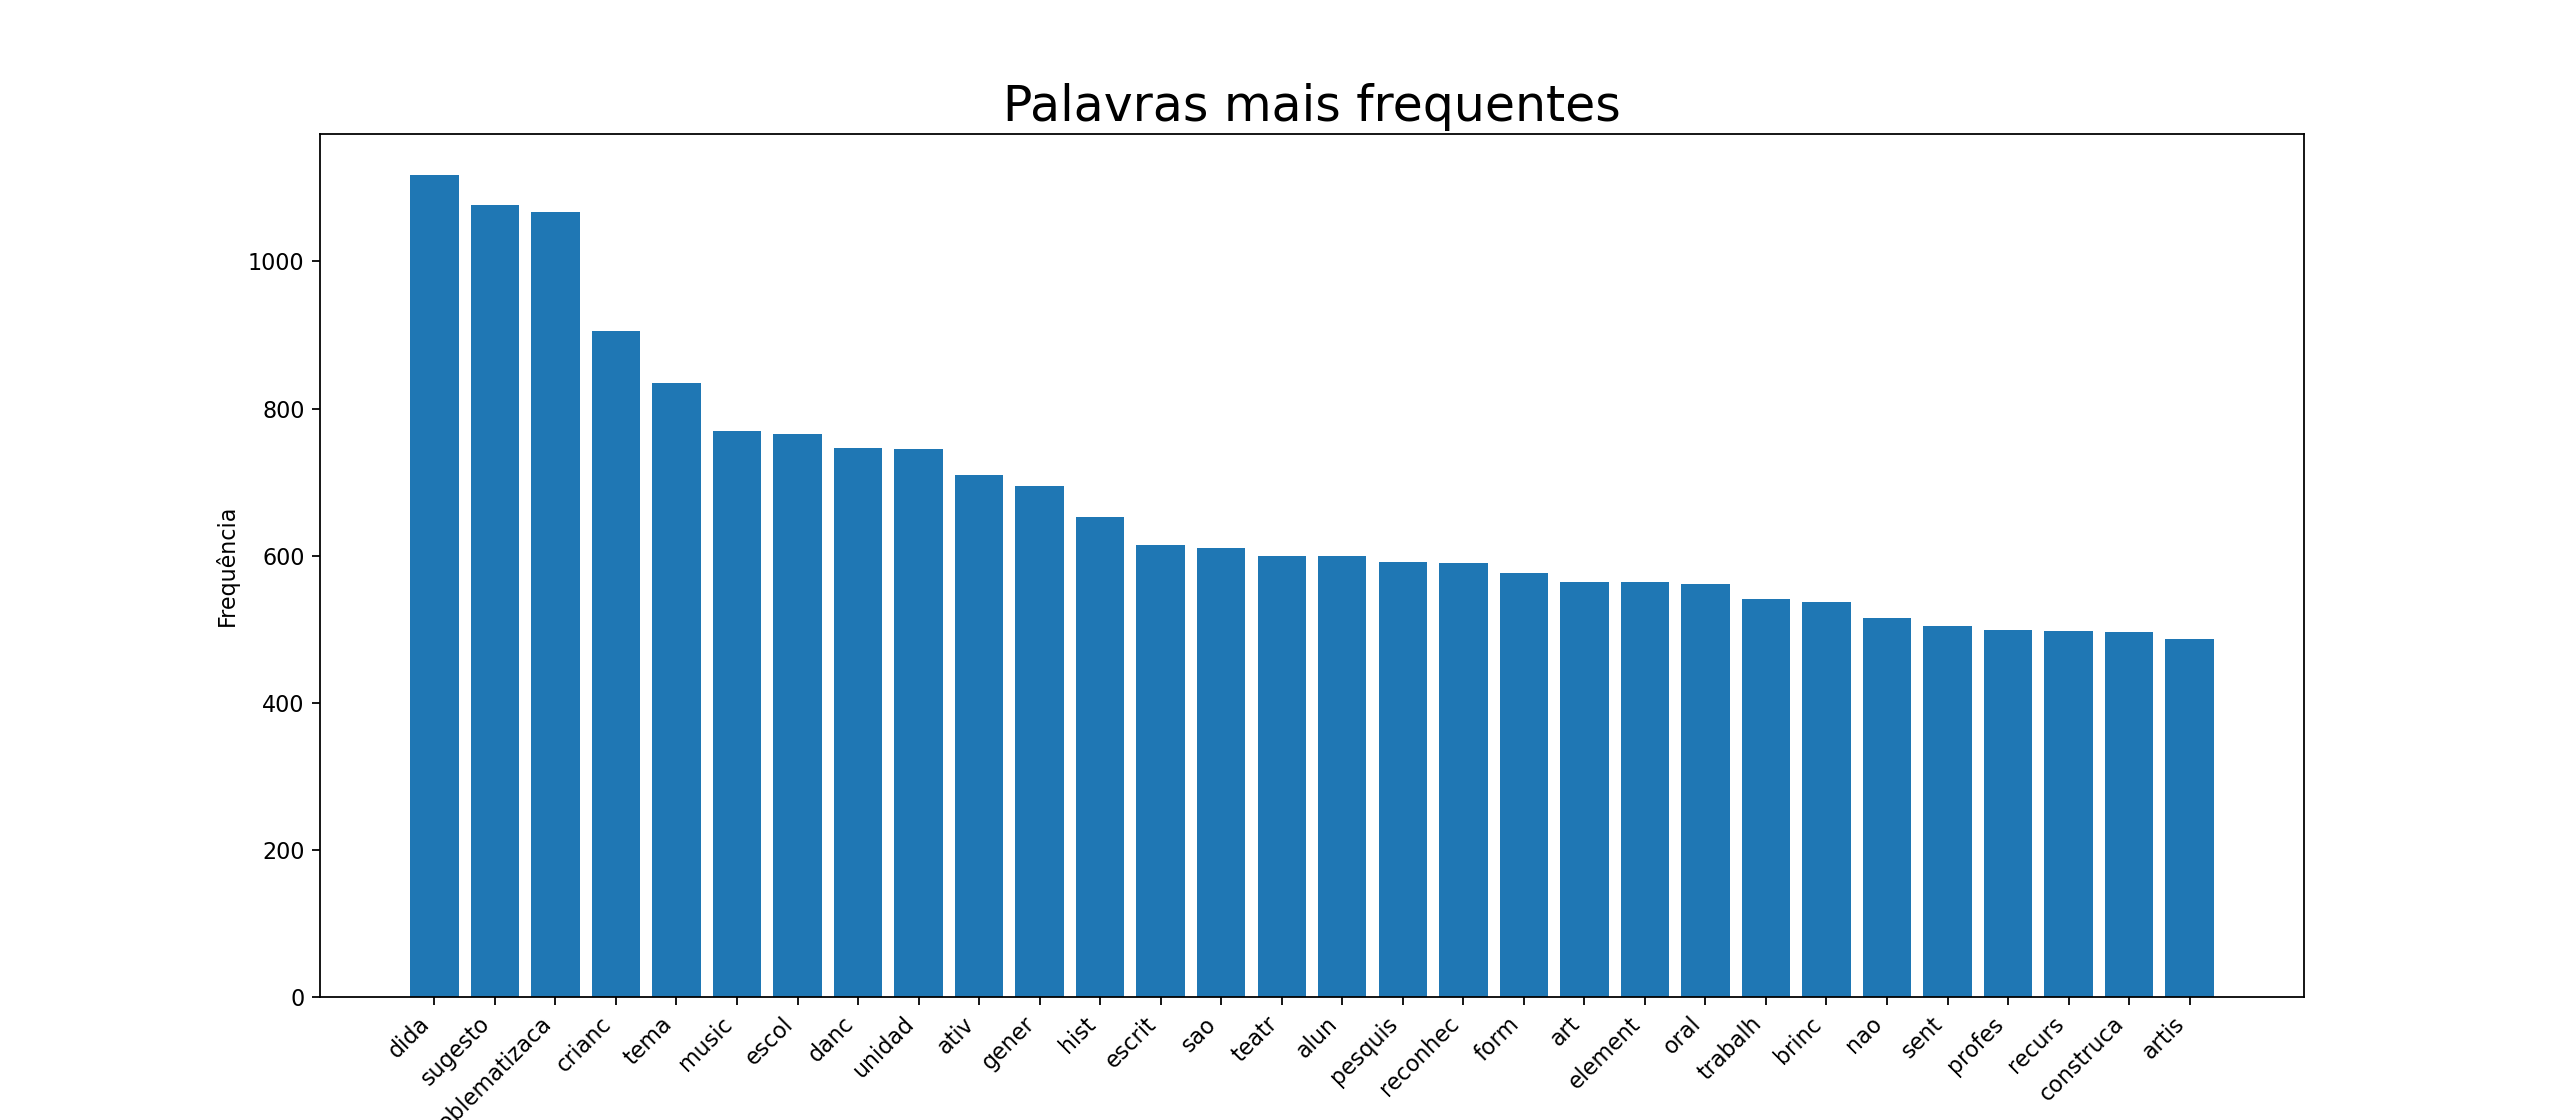 Palavras mais frequentes
Frequência
1000
800
600
400
200
0
dida
sugesto
oblematizaca
crianc
tema
music
escol
danc
unidad
ativ
gener
hist
escrit
sao
teatr
alun
pesquis
reconhec
form
art
element
oral
trabalh
brinc
nao
sent
profes
recurs
construca
artis